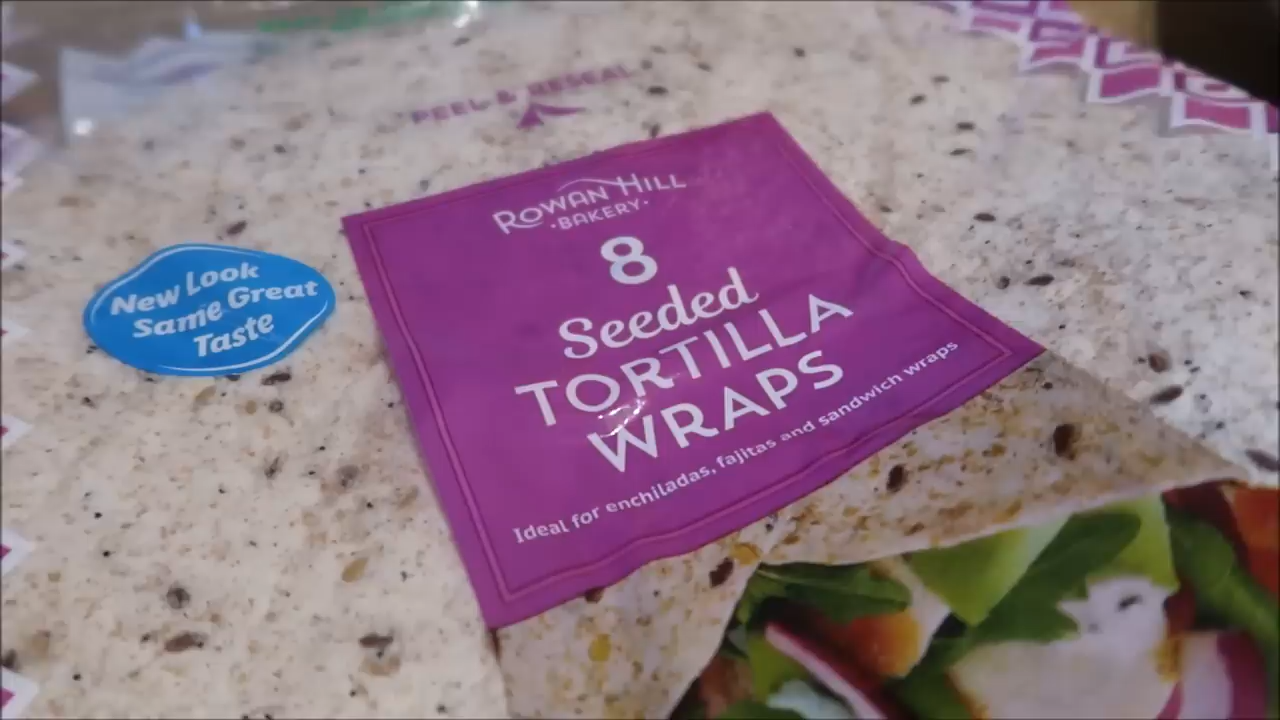 PEEL & RESEAL
ROWAN HILL
·BAKERY·
8
Seeded
TORTILLA
WRAPS
Ideal for enchiladas, fajitas and sandwich wraps
New Look
Same Great
Taste